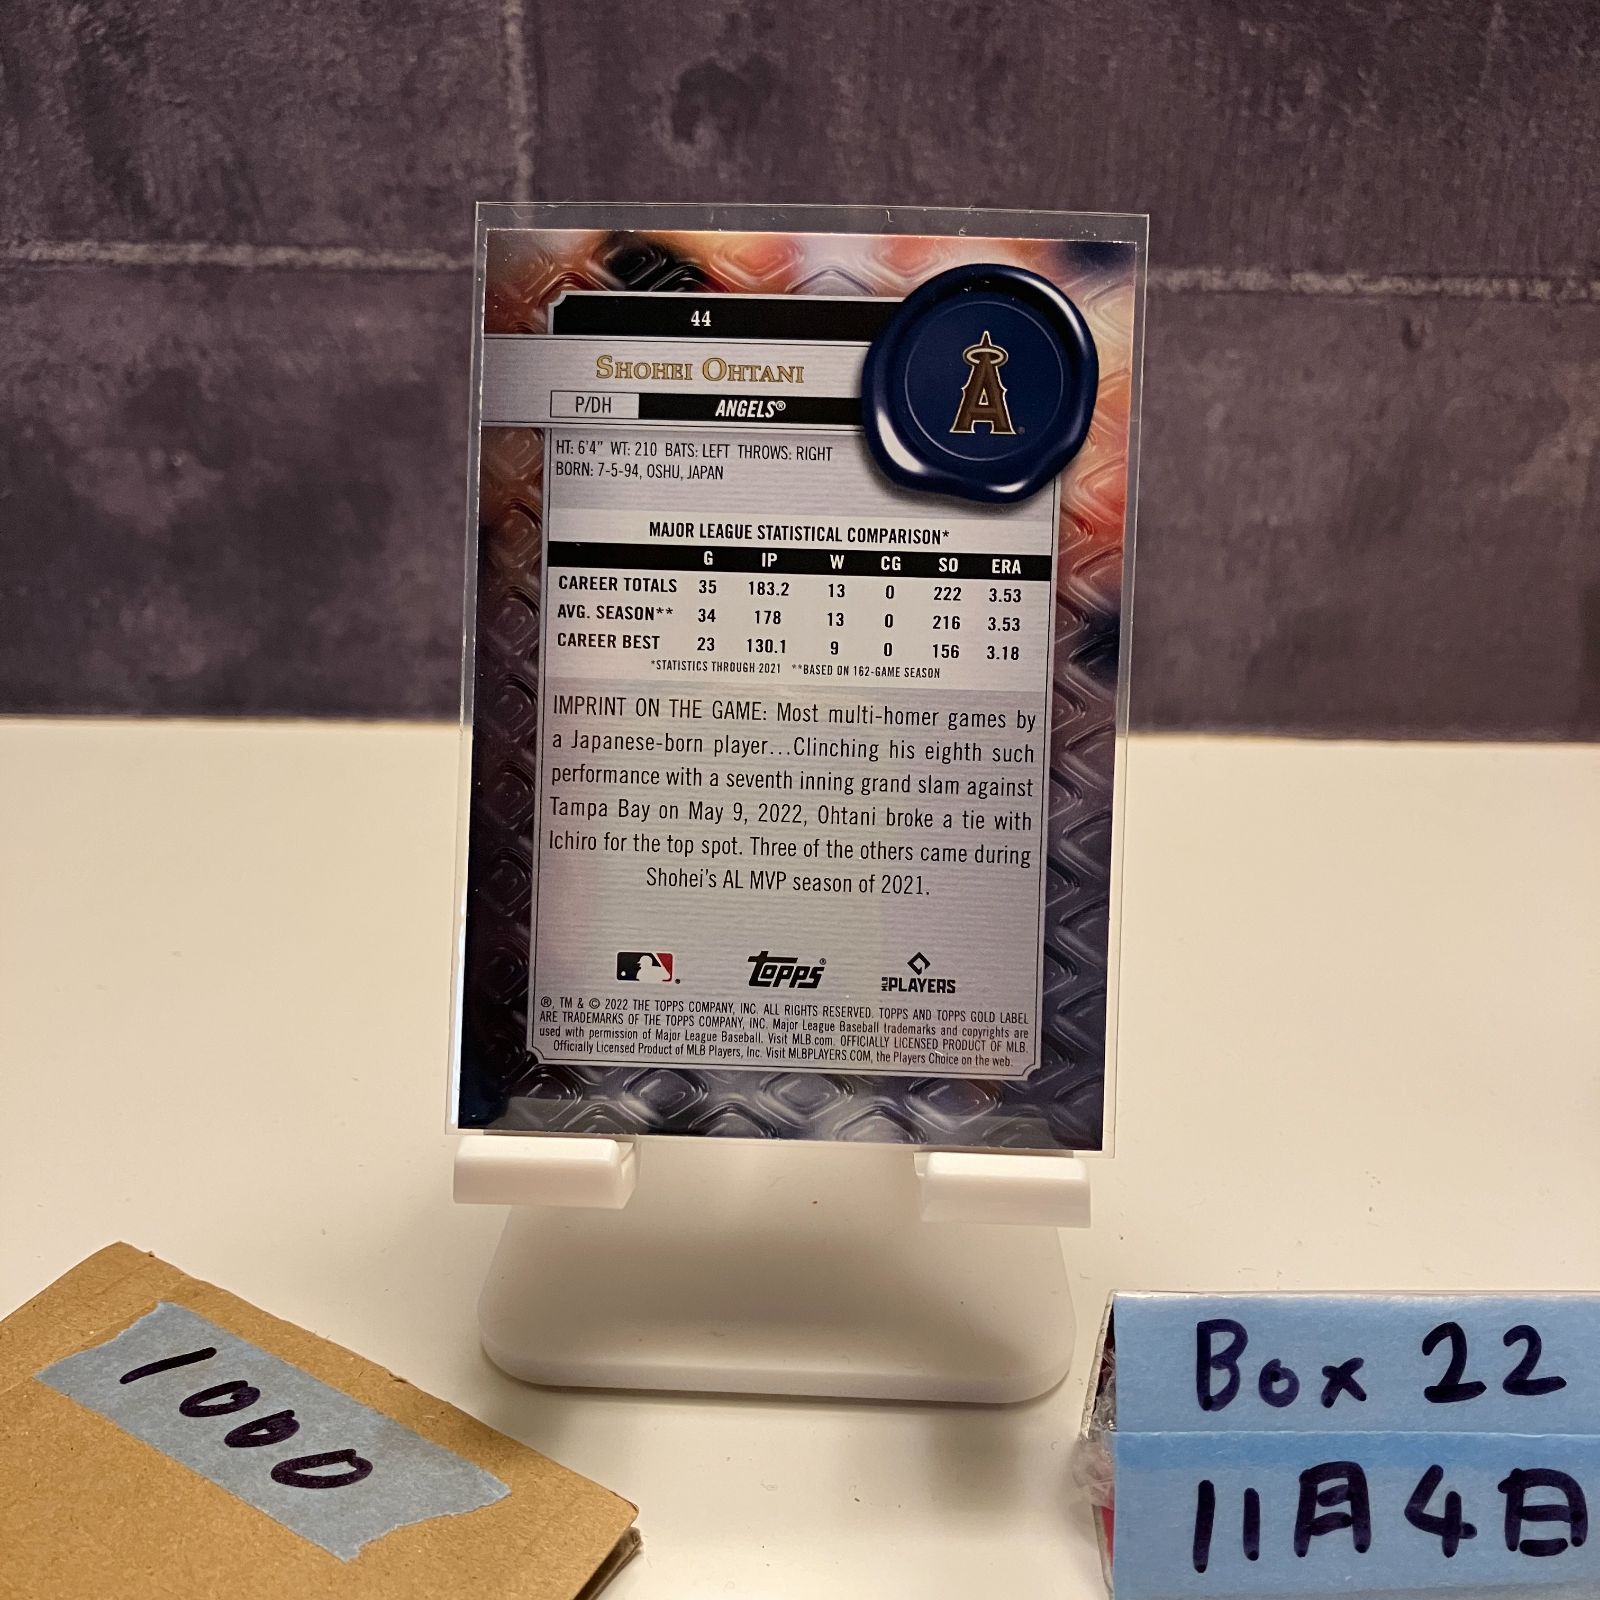 44
SHOHEI OHTANI
P/DH ANGELS®
HT: 6'4" WT: 210 BATS: LEFT THROWS: RIGHT
BORN: 7-5-94, OSHU, JAPAN
A
MAJOR LEAGUE STATISTICAL COMPARISON*
G IP W CG SO ERA
CAREER TOTALS 35 183.2 13 0 222 3.53
AVG. SEASON** 34 178 13 0 216 3.53
CAREER BEST 23 130.1 9 0 156 3.18
*STATISTICS THROUGH 2021 **BASED ON 162-GAME SEASON
IMPRINT ON THE GAME: Most multi-homer games by
a Japanese-born player...Clinching his eighth such
performance with a seventh inning grand slam against
Tampa Bay on May 9, 2022, Ohtani broke a tie with
Ichiro for the top spot. Three of the others came during
Shohei's AL MVP season of 2021.
Topps® MLB PLAYERS
®, TM & © 2022 THE TOPPS COMPANY, INC. ALL RIGHTS RESERVED. TOPPS AND TOPPS GOLD LABEL
ARE TRADEMARKS OF THE TOPPS COMPANY, INC. Major League Baseball trademarks and copyrights are
used with permission of Major League Baseball. Visit MLB.com. OFFICIALLY LICENSED PRODUCT OF MLB
Officially Licensed Product of MLB Players, Inc. Visit MLBPLAYERS.COM, the Players Choice on the web.
1000
Box 22
11月4日